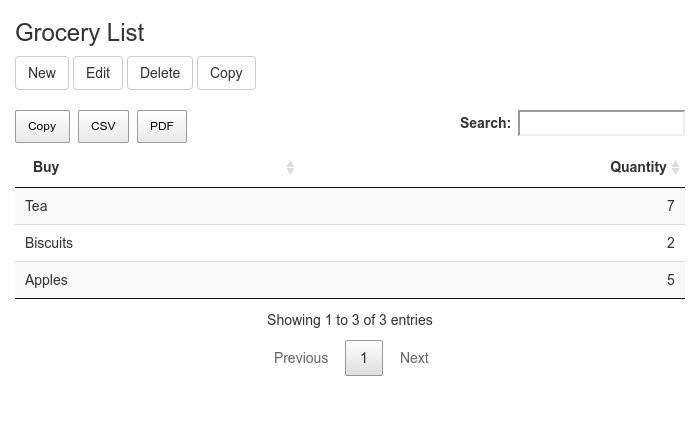 Grocery List
New Edit Delete Copy
Copy CSV PDF Search:
Buy Quantity
Tea 7
Biscuits 2
Apples 5
Showing 1 to 3 of 3 entries
Previous 1 Next